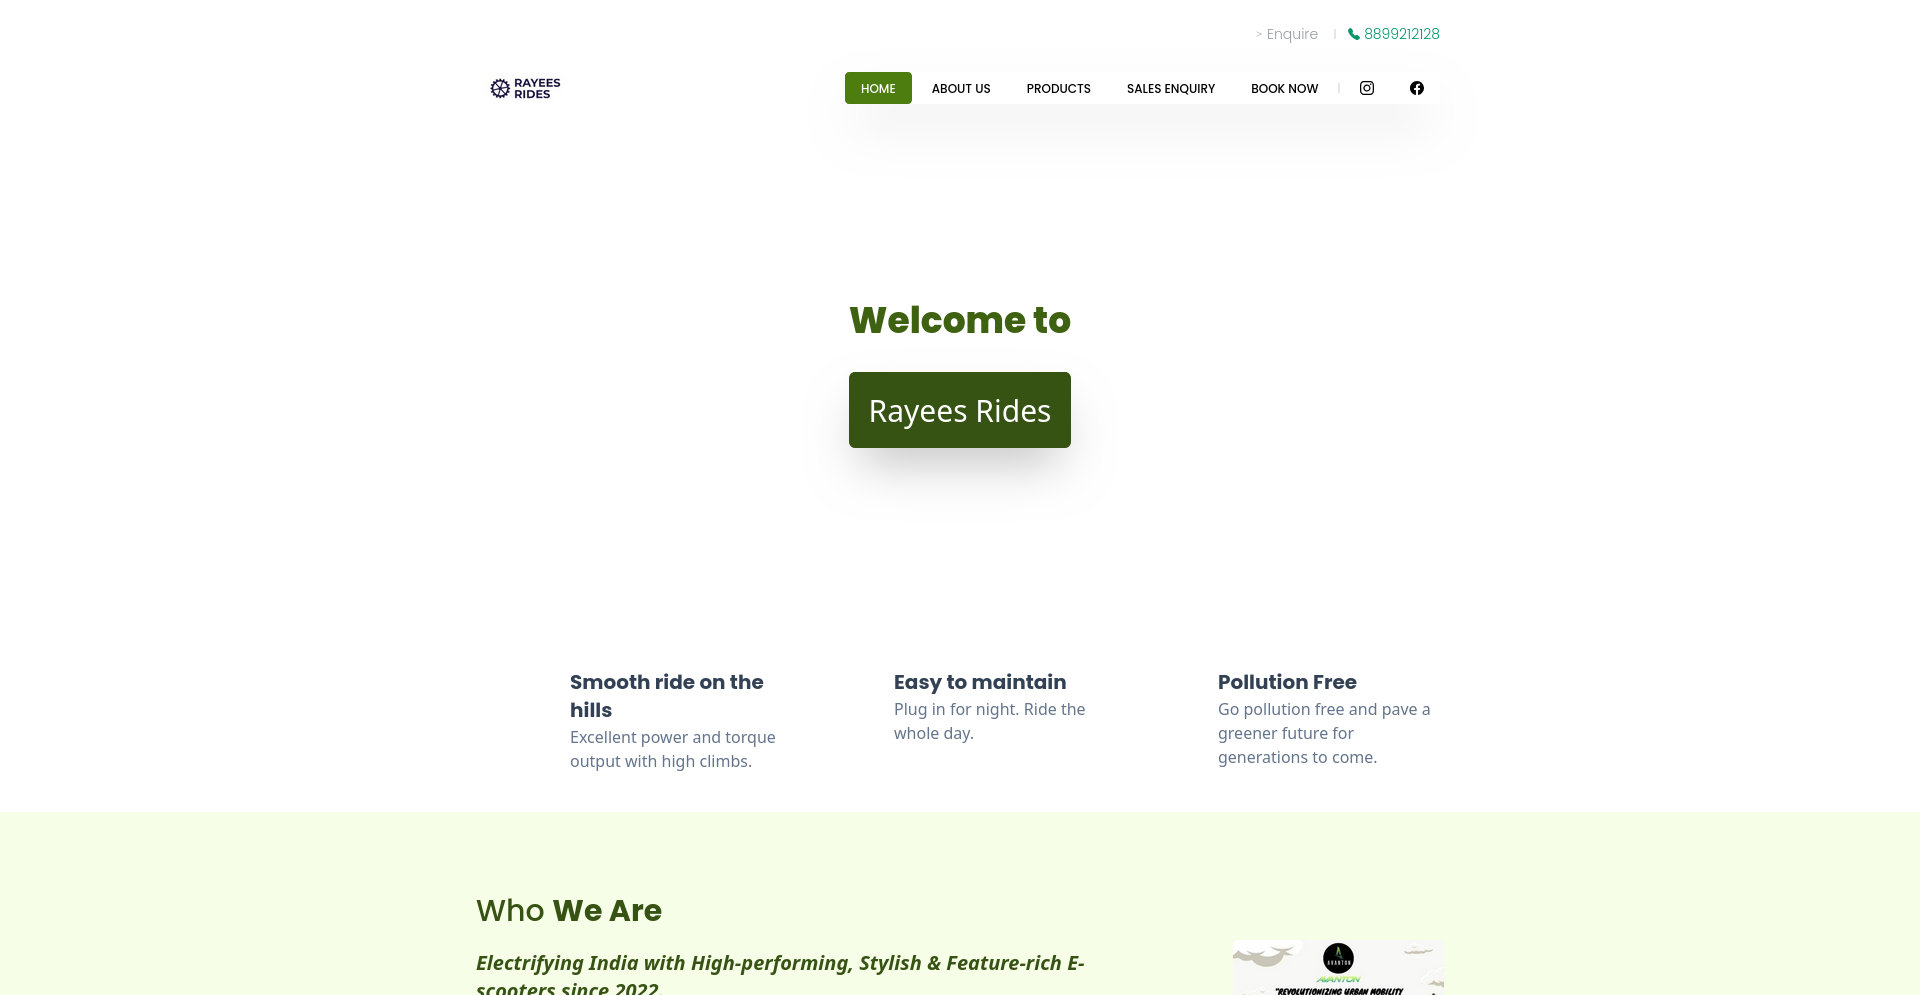 > Enquire | 8899212128
RAYEES
RIDES
HOME ABOUT US PRODUCTS SALES ENQUIRY BOOK NOW |
Welcome to
Rayees Rides
Smooth ride on the
hills
Excellent power and torque
output with high climbs.
Easy to maintain
Plug in for night. Ride the
whole day.
Pollution Free
Go pollution free and pave a
greener future for
generations to come.
Who We Are
Electrifying India with High-performing, Stylish & Feature-rich E-
scooters since 2022.
AVANTON
AVANTON
"REVOLUTIONIZING URBAN MOBILITY